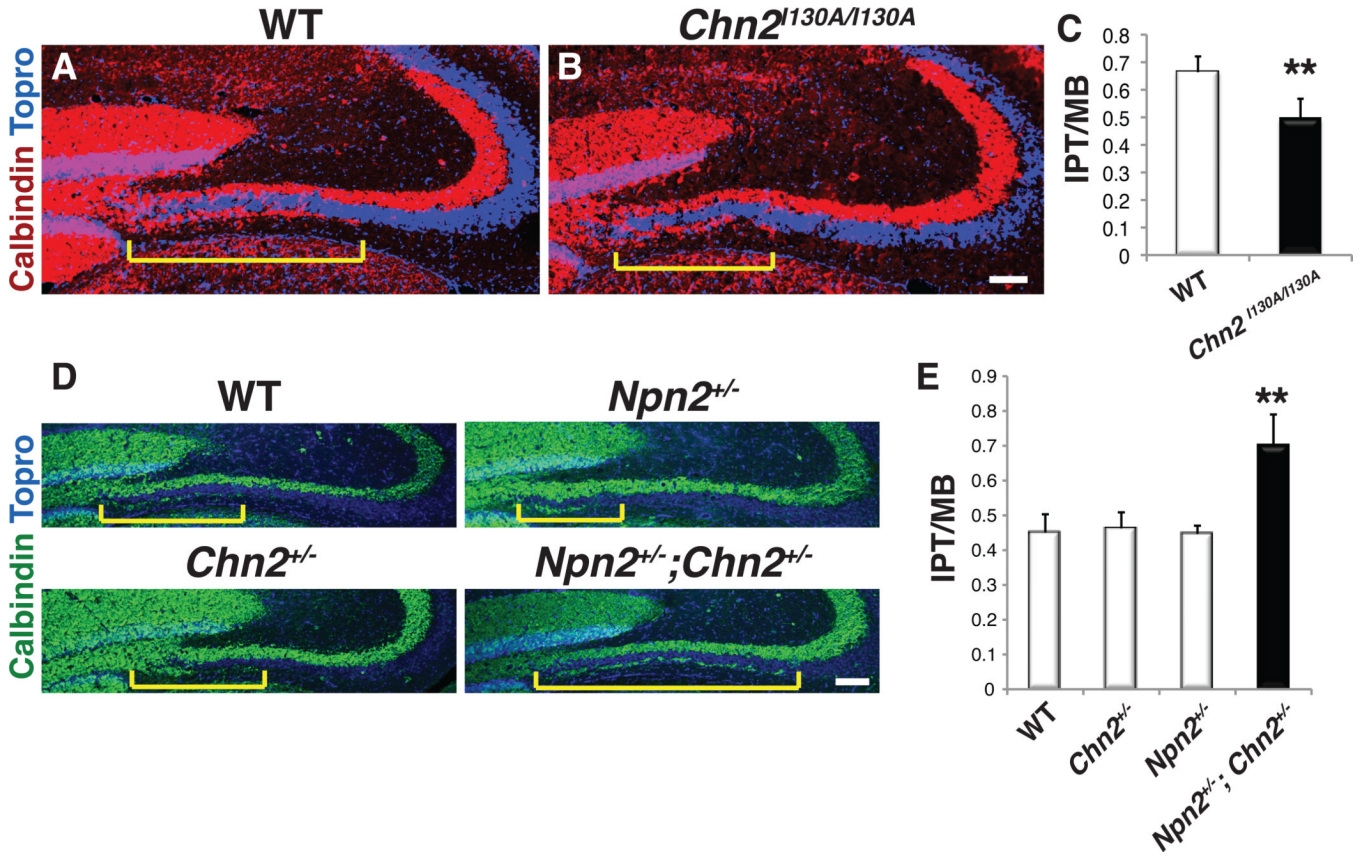 WT
Chn2 I130A/I130A
Calbindin Topro
A
B
C
IPT/MB
0.8
0.7
0.6
0.5
0.4
0.3
0.2
0.1
0
**
WT
Chn2 I130A/I130A
D
WT
Npn2+/-
Calbindin Topro
Chn2+/-
Npn2+/-;Chn2+/-
E
IPT/MB
0.9
0.8
0.7
0.6
0.5
0.4
0.3
0.2
0.1
0
**
WT
Chn2+/-
Npn2+/-
Npn2+/-; Chn2+/-